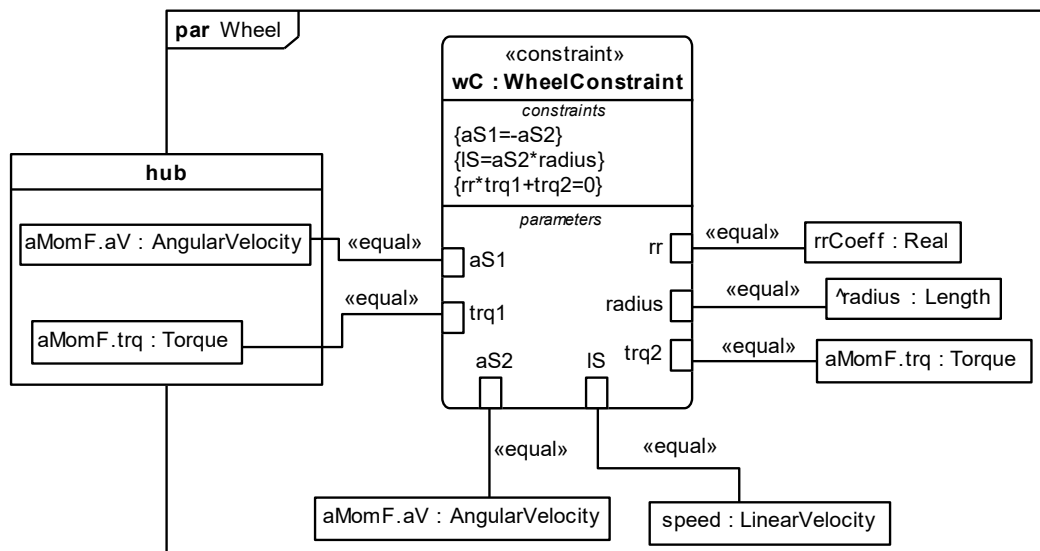 par Wheel
«constraint»
wC : WheelConstraint
constraints
{aS1=-aS2}
{lS=aS2*radius}
{rr*trq1+trq2=0}
parameters
hub
aMomF.aV : AngularVelocity
«equal»
aS1
rr
«equal»
rrCoeff : Real
«equal»
trq1
radius
«equal»
^radius : Length
aMomF.trq : Torque
aS2
lS
trq2
«equal»
aMomF.trq : Torque
«equal»
«equal»
aMomF.aV : AngularVelocity
speed : LinearVelocity